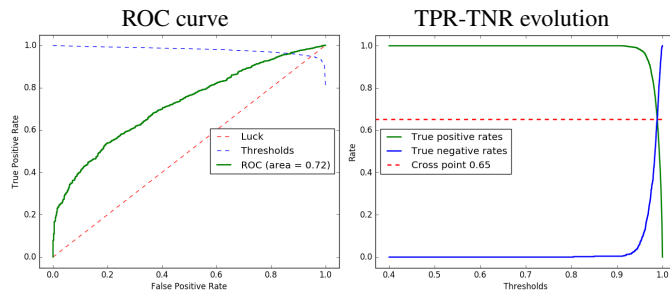 ROC curve
TPR-TNR evolution
1.0
0.8
0.6
0.4
0.2
0.0
True Positive Rate
Luck
Thresholds
ROC (area = 0.72)
0.0 0.2 0.4 0.6 0.8 1.0
False Positive Rate
1.0
0.8
0.6
0.4
0.2
0.0
Rate
True positive rates
True negative rates
Cross point 0.65
0.4 0.5 0.6 0.7 0.8 0.9 1.0
Thresholds